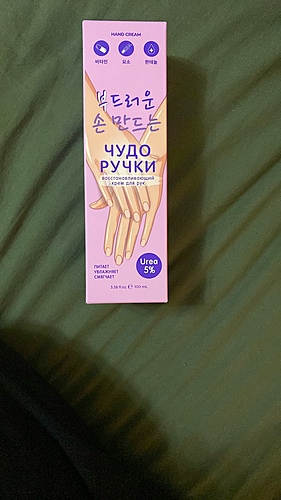 HAND CREAM
비타민 요소 판테놀
부드러운
손 만드는
ЧУДО
РУЧКИ
восстанавливающий
крем для рук
ПИТАЕТ
УВЛАЖНЯЕТ
СМЯГЧАЕТ
Urea
5%
3.38 fl oz ℮ 100 mL